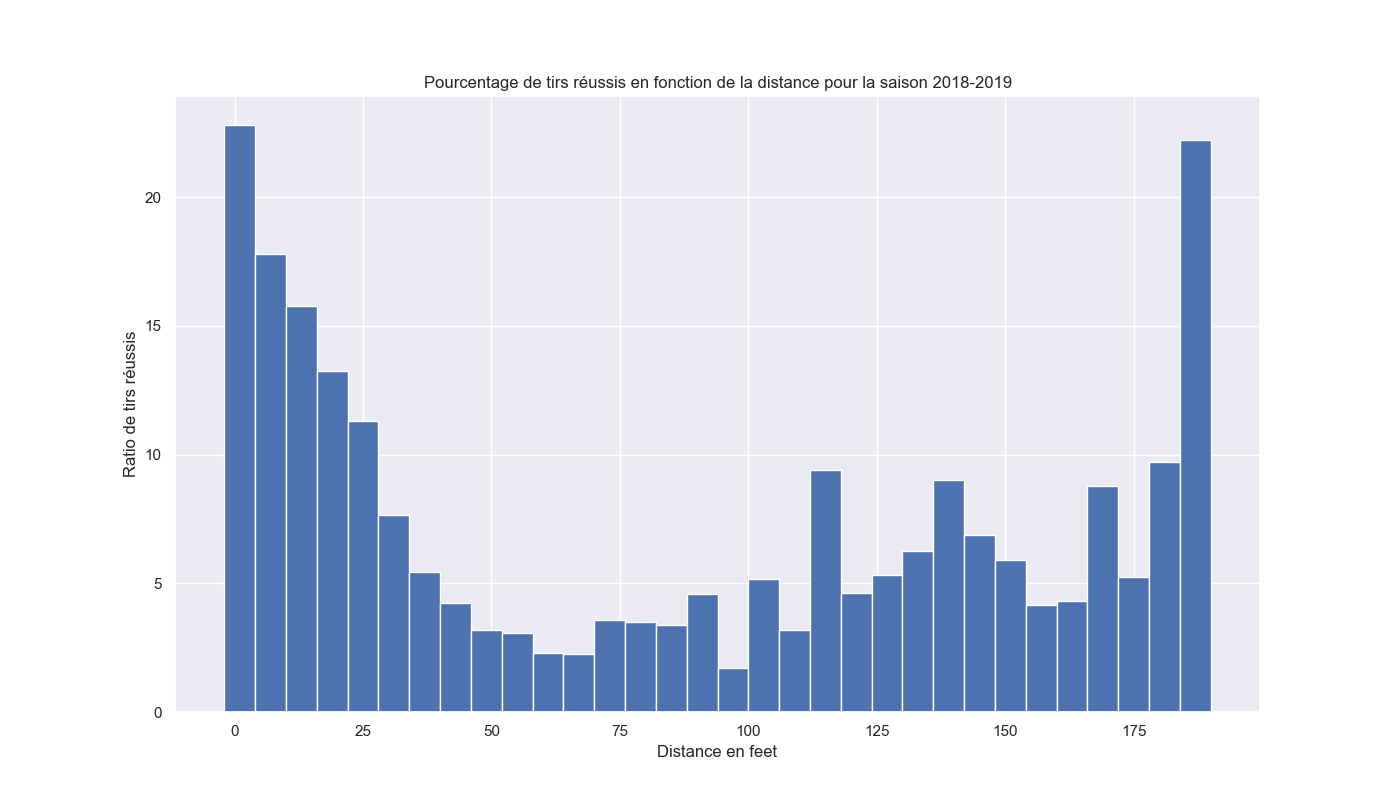 Pourcentage de tirs réussis en fonction de la distance pour la saison 2018-2019
Ratio de tirs réussis
20
15
10
5
0
0 25 50 75 100 125 150 175
Distance en feet